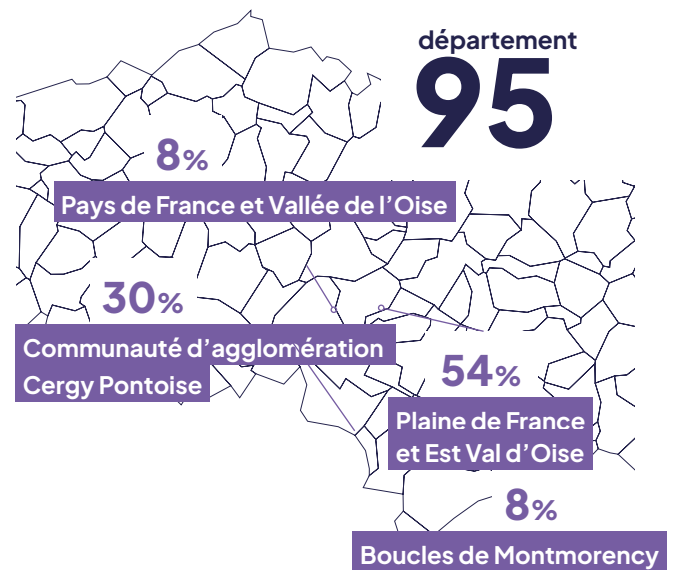 département
95
8%
Pays de France et Vallée de l’Oise
30%
Communauté d’agglomération
Cergy Pontoise
54%
Plaine de France
et Est Val d’Oise
8%
Boucles de Montmorency